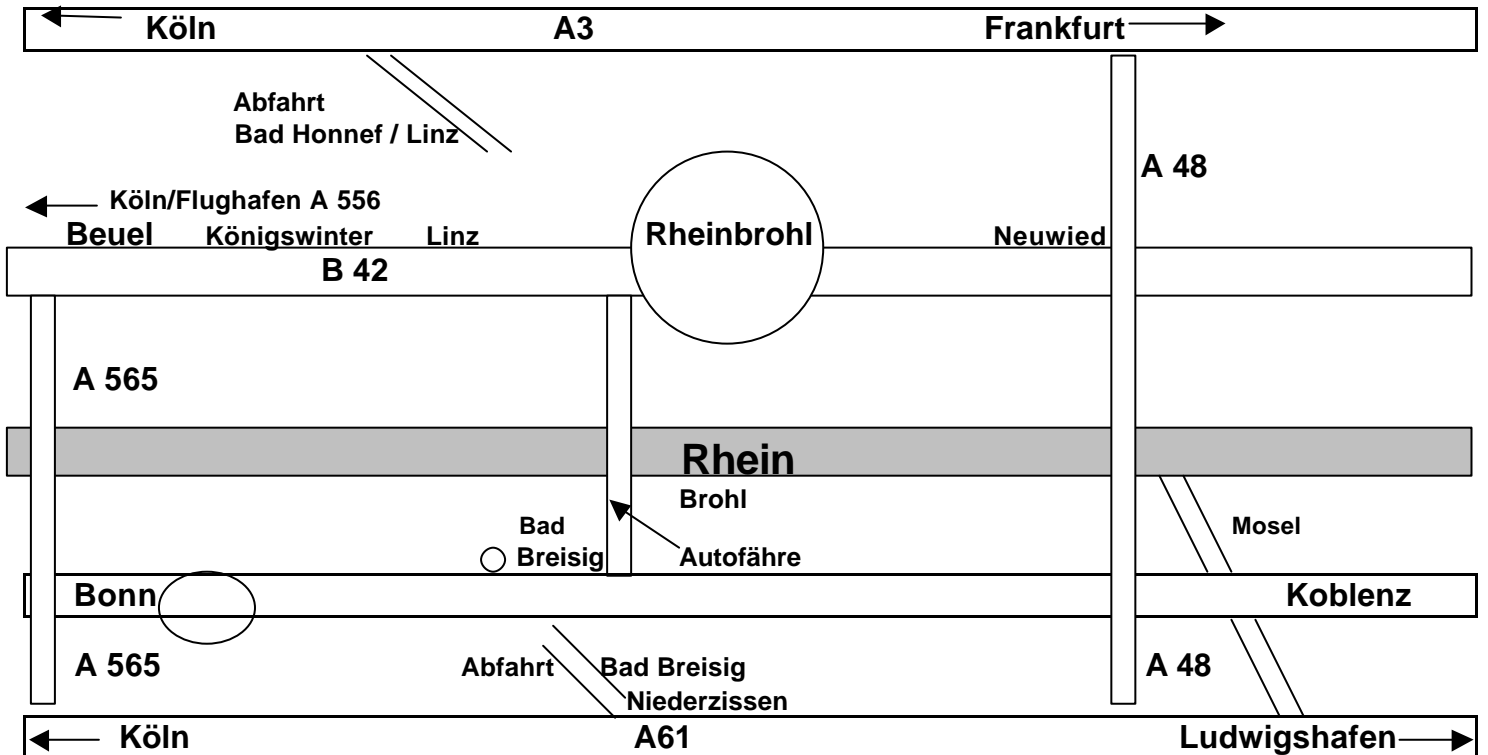 Köln A3 Frankfurt
Abfahrt
Bad Honnef / Linz
A 48
Köln/Flughafen A 556
Beuel Königswinter Linz Rheinbrohl Neuwied
B 42
A 565
Rhein
Brohl
Bad
Breisig
Autofähre
Mosel
Bonn Koblenz
A 565 Abfahrt Bad Breisig A 48
Niederzissen
Köln A61 Ludwigshafen